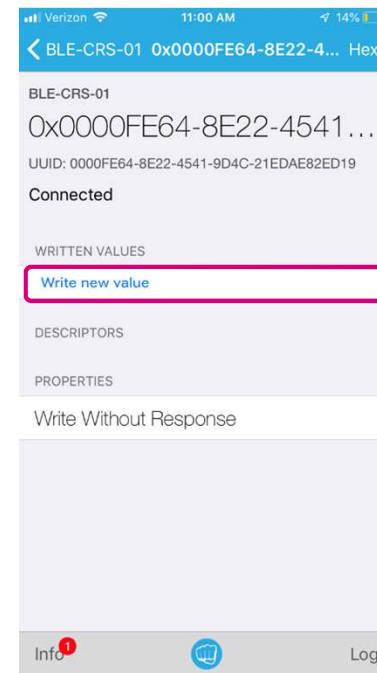 Verizon 11:00 AM 14%
BLE-CRS-01 0x0000FE64-8E22-4... Hex
BLE-CRS-01
0x0000FE64-8E22-4541...
UUID: 0000FE64-8E22-4541-9D4C-21EDAE82ED19
Connected
WRITTEN VALUES
Write new value
DESCRIPTORS
PROPERTIES
Write Without Response
Info 1 Log